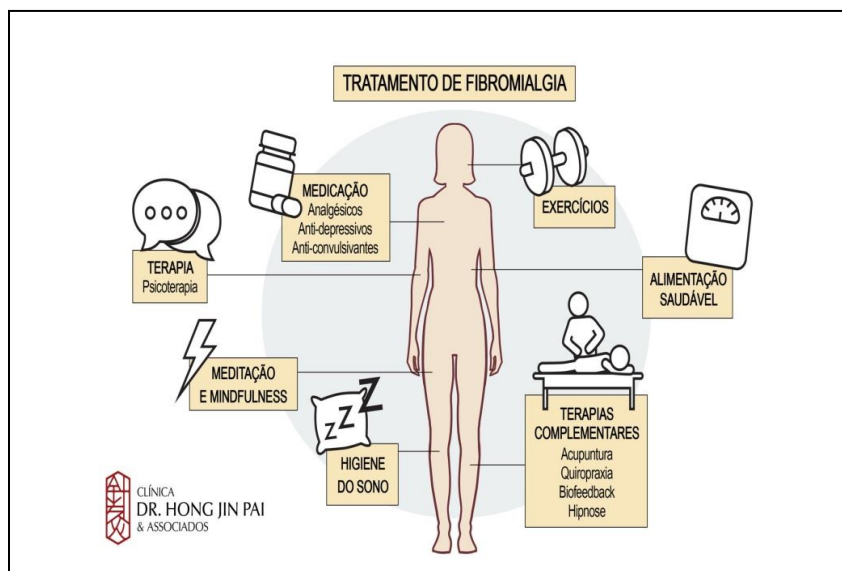 TRATAMENTO DE FIBROMIALGIA
MEDICAÇÃO
Analgésicos
Anti-depressivos
Anti-convulsivantes
EXERCÍCIOS
TERAPIA
Psicoterapia
ALIMENTAÇÃO
SAUDÁVEL
MEDITAÇÃO
E MINDFULNESS
Z Z Z
HIGIENE
DO SONO
TERAPIAS
COMPLEMENTARES
Acupuntura
Quiropraxia
Biofeedback
Hipnose
CLÍNICA
DR. HONG JIN PAI
& ASSOCIADOS